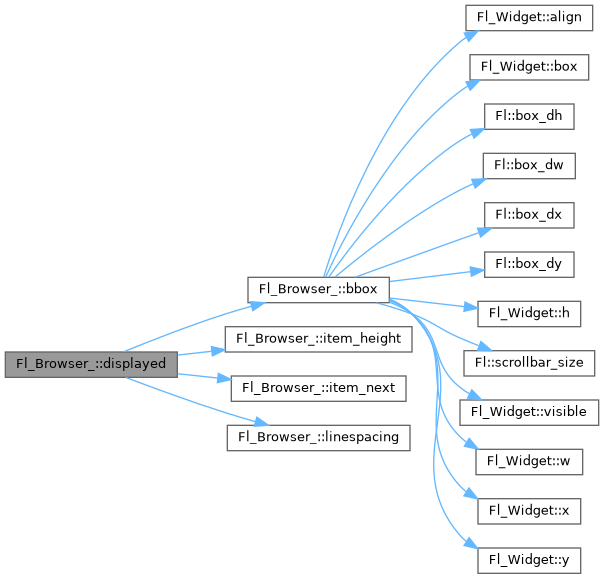 Fl_Browser_::displayed
Fl_Browser_::bbox
Fl_Browser_::item_height
Fl_Browser_::item_next
Fl_Browser_::linespacing
Fl_Widget::align
Fl_Widget::box
Fl::box_dh
Fl::box_dw
Fl::box_dx
Fl::box_dy
Fl_Widget::h
Fl::scrollbar_size
Fl_Widget::visible
Fl_Widget::w
Fl_Widget::x
Fl_Widget::y